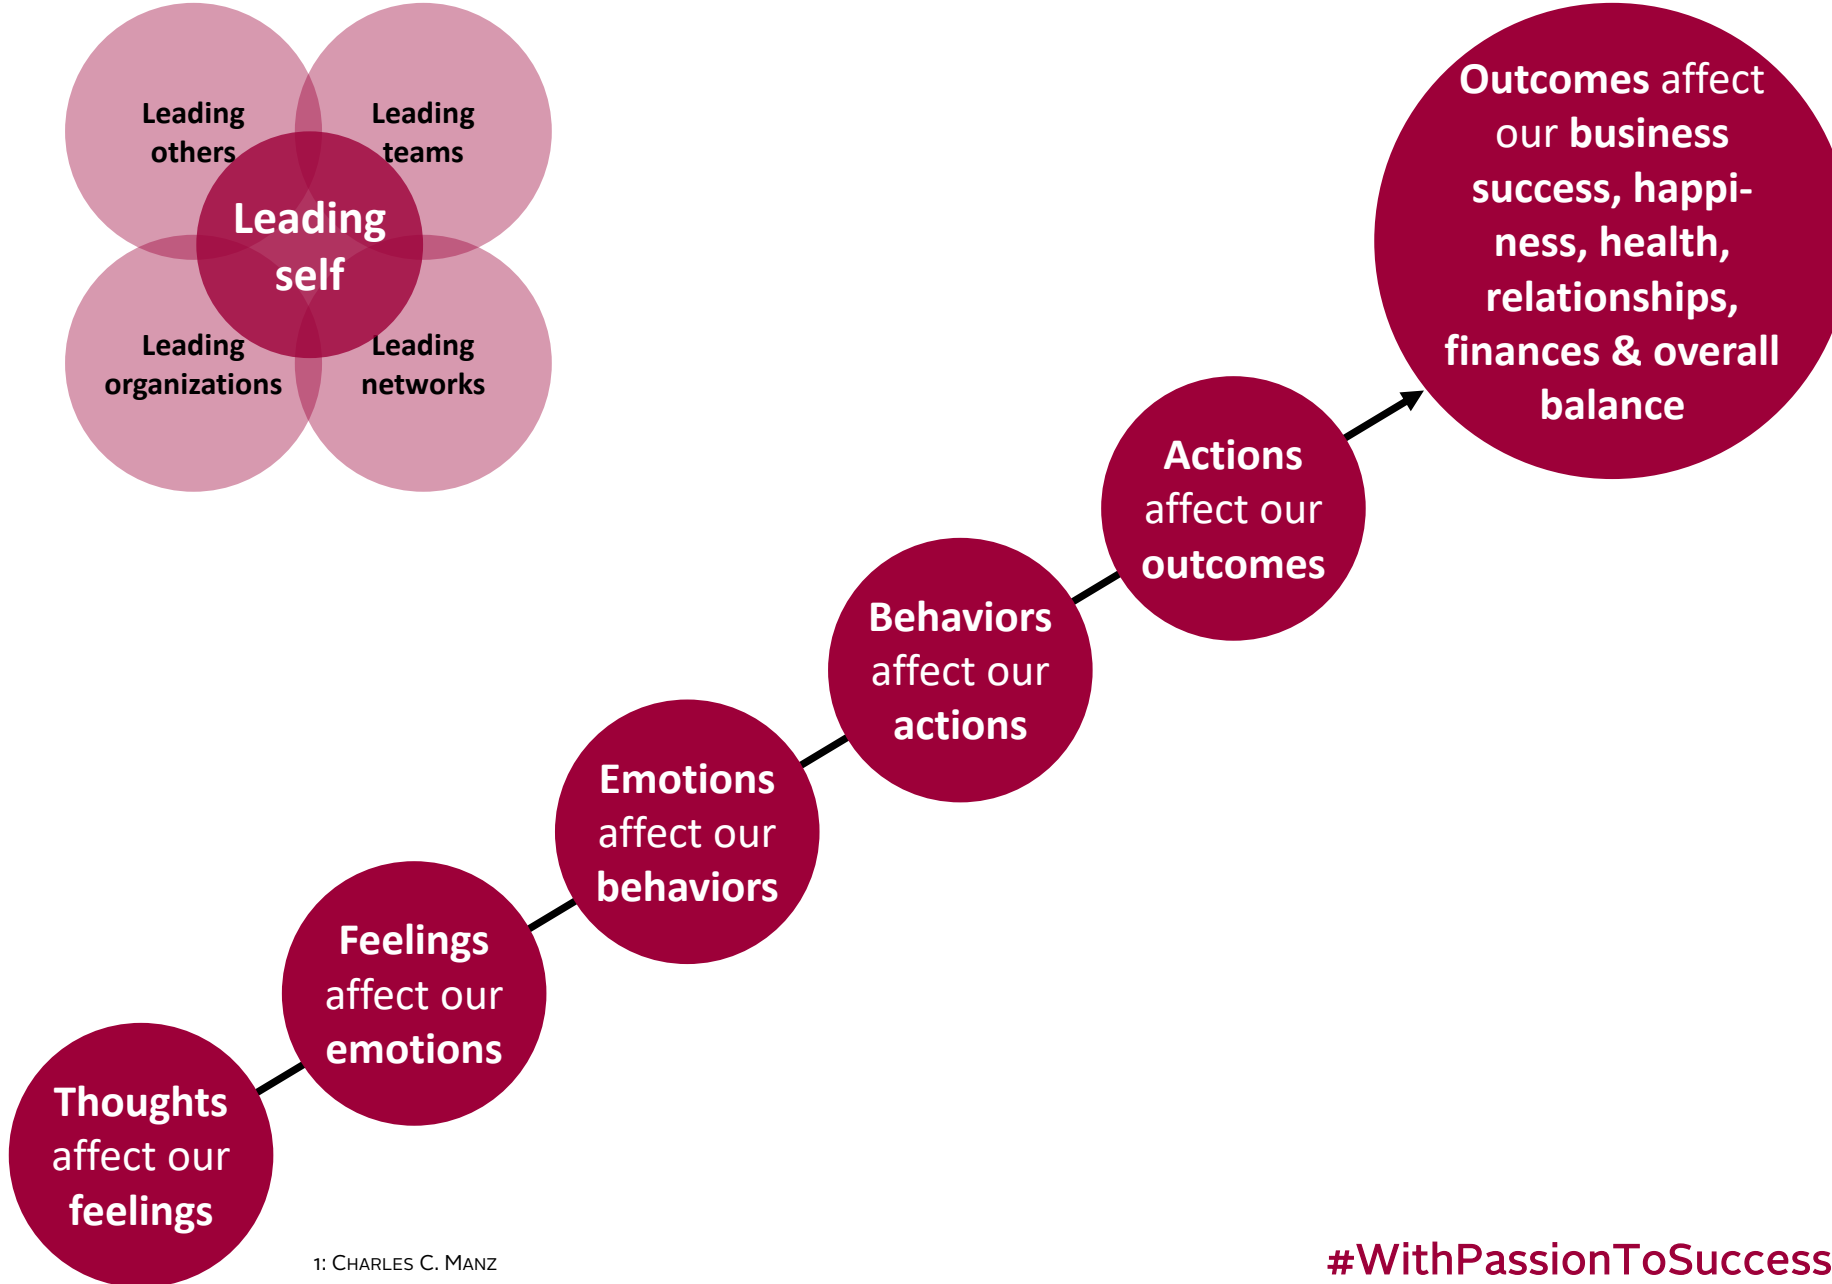 Leading
others
Leading
teams
Leading
self
Leading
organizations
Leading
networks
Outcomes affect
our business
success, happi-
ness, health,
relationships,
finances & overall
balance
Actions
affect our
outcomes
Behaviors
affect our
actions
Emotions
affect our
behaviors
Feelings
affect our
emotions
Thoughts
affect our
feelings
1: CHARLES C. MANZ
#WithPassionToSuccess